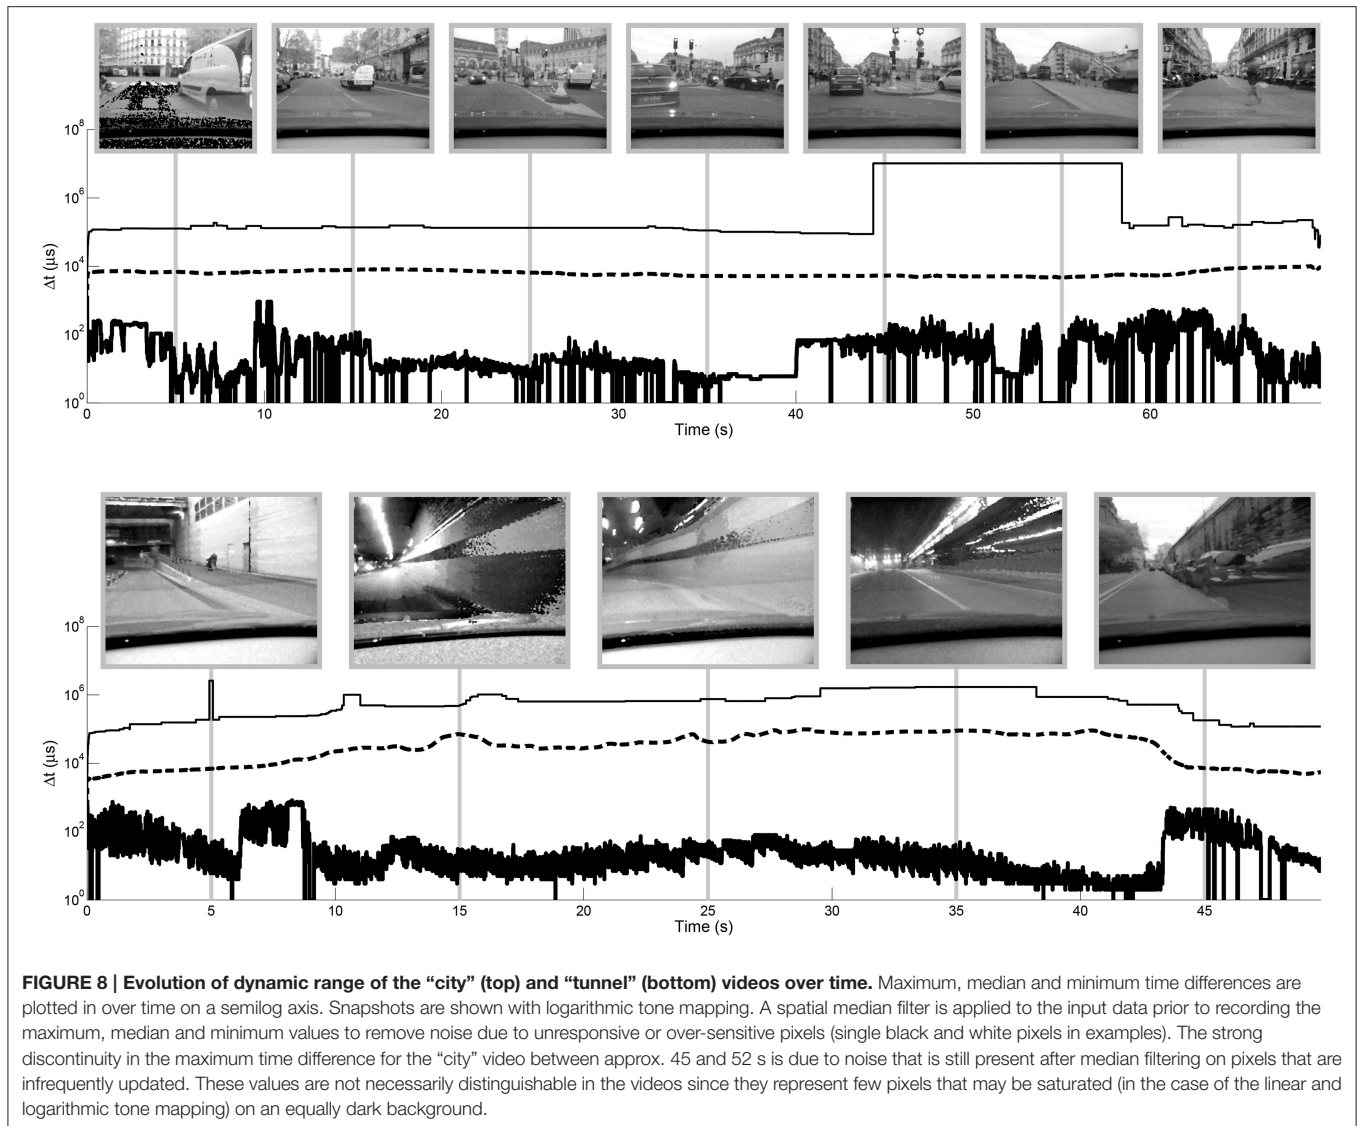 10^8
10^6
10^4
10^2
10^0
Δt (µs)
0 10 20 30 40 50 60
Time (s)
10^8
10^6
10^4
10^2
10^0
Δt (µs)
0 5 10 15 20 25 30 35 40 45
Time (s)
FIGURE 8 | Evolution of dynamic range of the “city” (top) and “tunnel” (bottom) videos over time. Maximum, median and minimum time differences are
plotted in over time on a semilog axis. Snapshots are shown with logarithmic tone mapping. A spatial median filter is applied to the input data prior to recording the
maximum, median and minimum values to remove noise due to unresponsive or over-sensitive pixels (single black and white pixels in examples). The strong
discontinuity in the maximum time difference for the “city” video between approx. 45 and 52 s is due to noise that is still present after median filtering on pixels that are
infrequently updated. These values are not necessarily distinguishable in the videos since they represent few pixels that may be saturated (in the case of the linear and
logarithmic tone mapping) on an equally dark background.